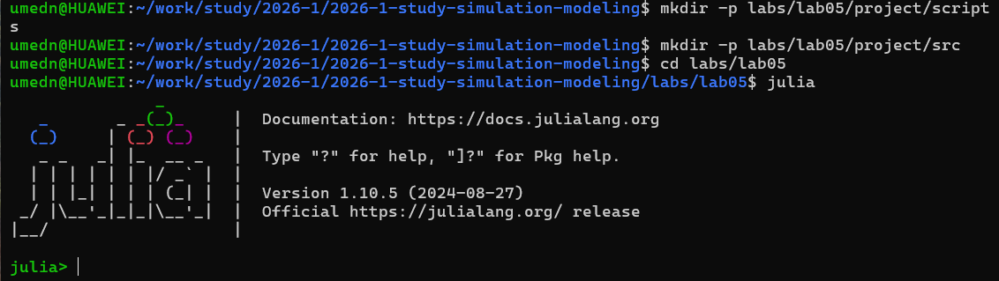 umedn@HUAWEI:~/work/study/2026-1/2026-1-study-simulation-modeling$ mkdir -p labs/lab05/project/script
s
umedn@HUAWEI:~/work/study/2026-1/2026-1-study-simulation-modeling$ mkdir -p labs/lab05/project/src
umedn@HUAWEI:~/work/study/2026-1/2026-1-study-simulation-modeling$ cd labs/lab05
umedn@HUAWEI:~/work/study/2026-1/2026-1-study-simulation-modeling/labs/lab05$ julia
               _
   _       _ _(_)_     |  Documentation: https://docs.julialang.org
  (_)     | (_) (_)    |
   _ _   _| |_  __ _   |  Type "?" for help, "]?" for Pkg help.
  | | | | | | |/ _` |  |
  | | |_| | | | (_| |  |  Version 1.10.5 (2024-08-27)
 _/ |\__'_|_|_|\__'_|  |  Official https://julialang.org/ release
|__/                   |
julia>